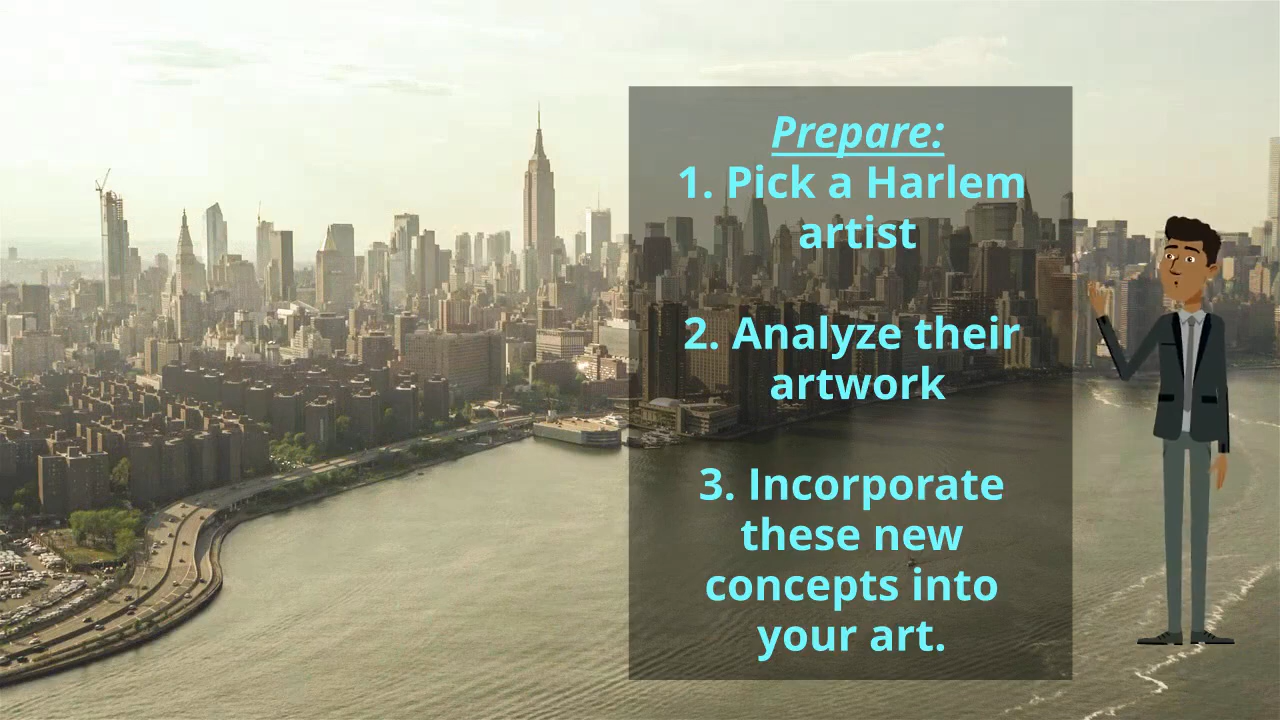 Prepare:
1. Pick a Harlem
artist
2. Analyze their
artwork
3. Incorporate
these new
concepts into
your art.